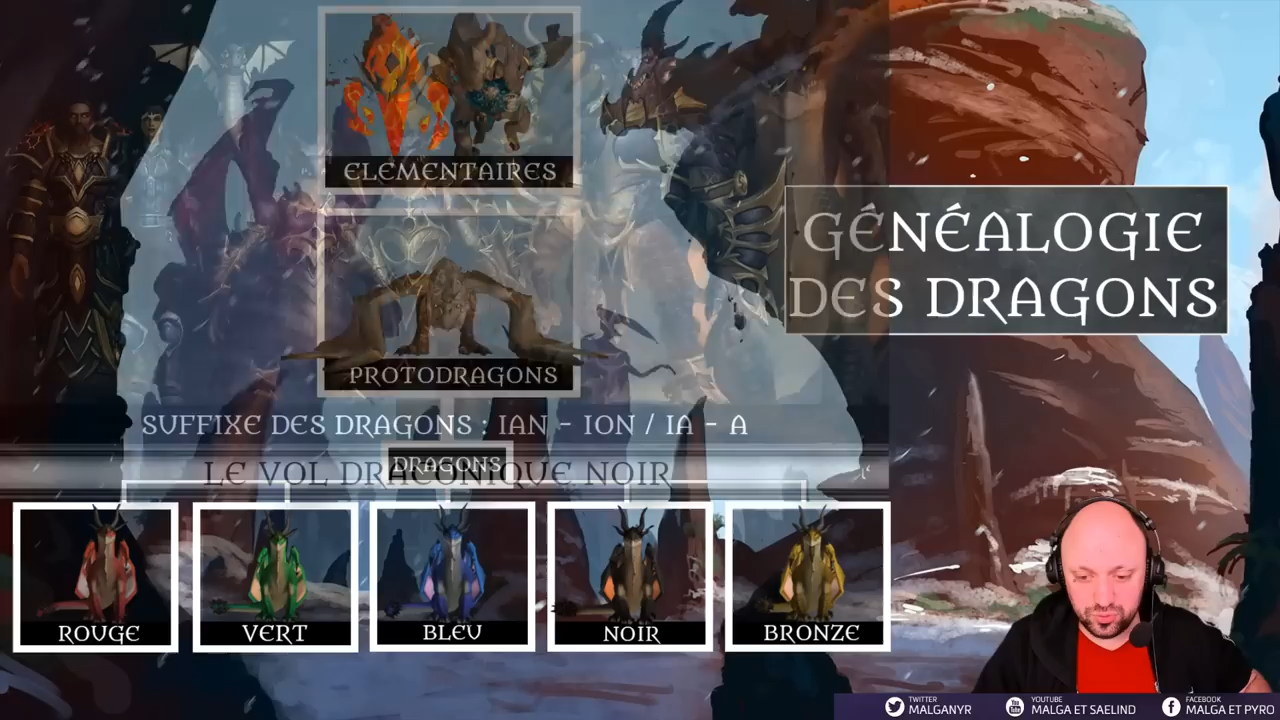 ELEMENTAIRES
GÉNÉALOGIE
DES DRAGONS
PROTODRAGONS
SUFFIXE DES DRAGONS : IAN - ION / IA - A
DRAGONS
LE VOL DRACONIQUE NOIR
ROUGE
VERT
BLEU
NOIR
BRONZE
TWITTER
MALGANYR
YOUTUBE
MALGA ET SAELIND
FACEBOOK
MALGA ET PYRO